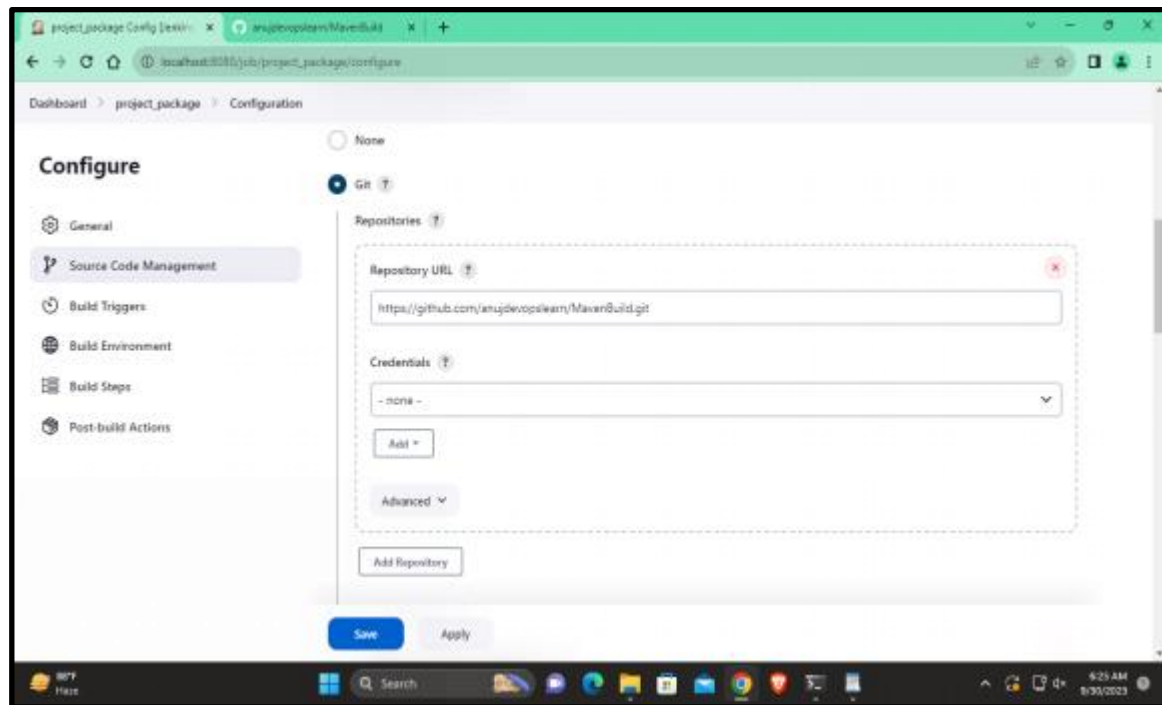 project_package Config [Jenkin
anujdevopslearn/MavenBuild
localhost:8080/job/project_package/configure
Dashboard > project_package > Configuration
Configure
General
Source Code Management
Build Triggers
Build Environment
Build Steps
Post-build Actions
None
Git ?
Repositories ?
Repository URL ?
https://github.com/anujdevopslearn/MavenBuild.git
Credentials ?
- none -
Add
Advanced
Add Repository
Save
Apply
Haze
Search
5:25 AM
9/30/2023